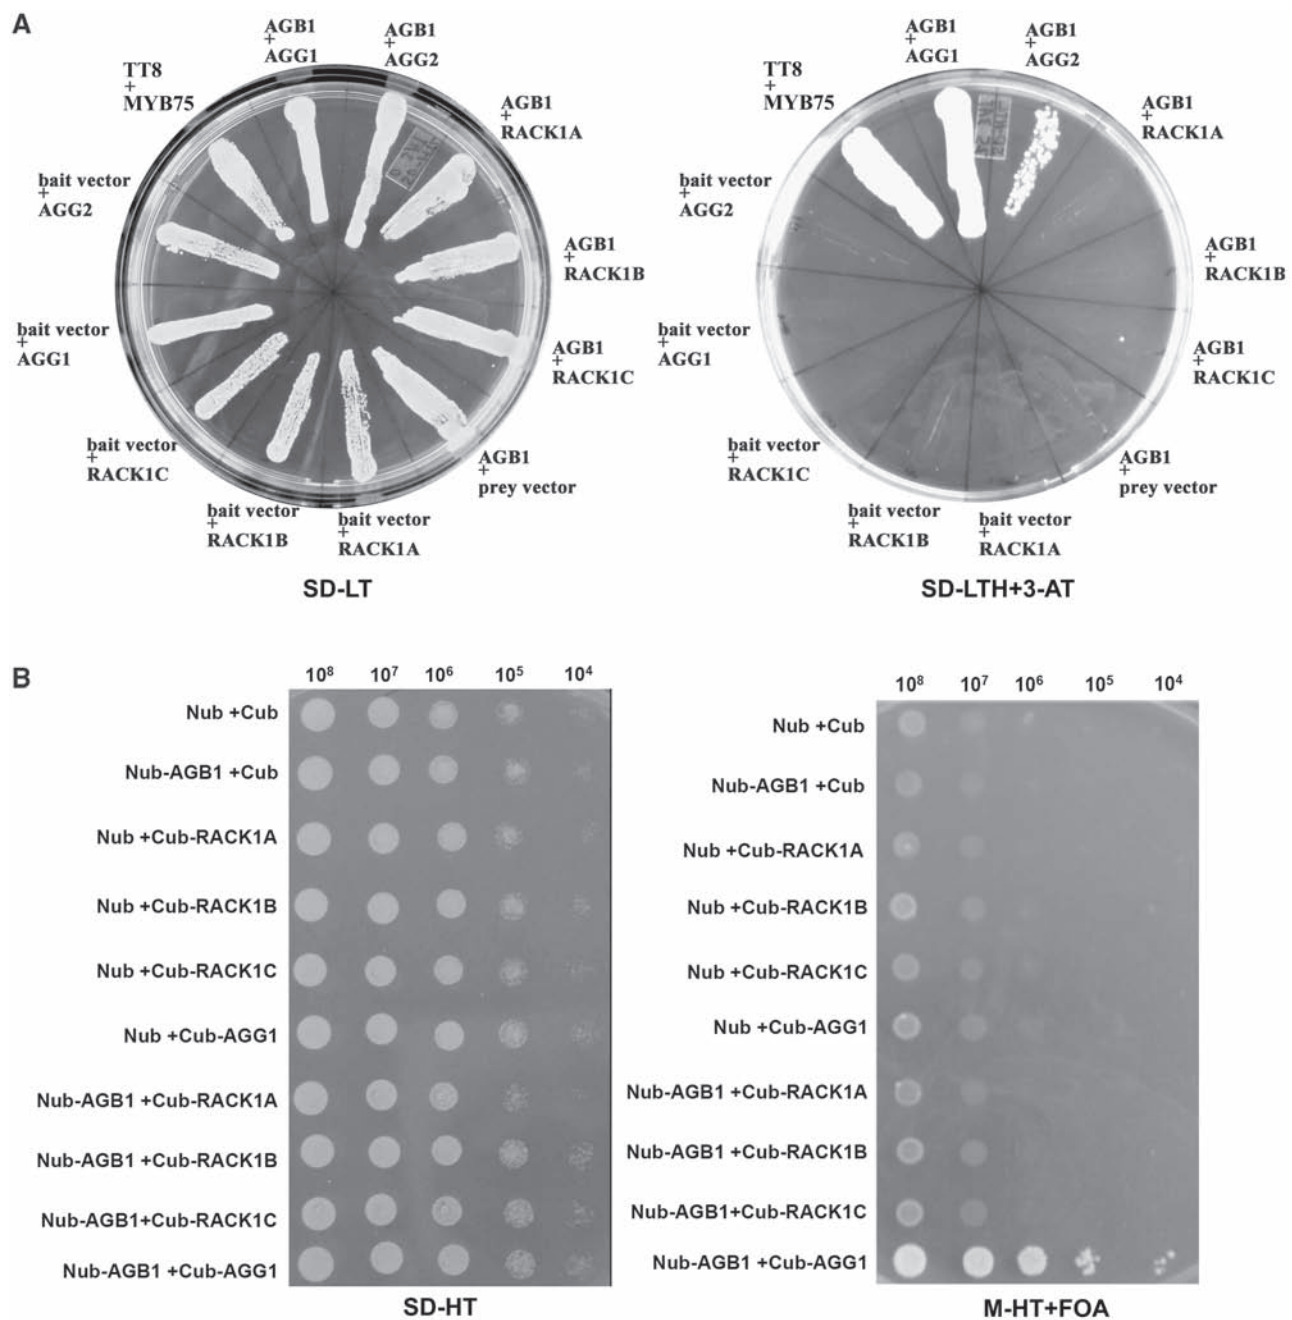 A
AGB1
+
AGG1
AGB1
+
AGG2
TT8
+
MYB75
AGB1
+
RACK1A
bait vector
+
AGG2
AGB1
+
RACK1B
bait vector
+
AGG1
AGB1
+
RACK1C
bait vector
+
RACK1C
AGB1
+
prey vector
bait vector
+
RACK1B
bait vector
+
RACK1A
SD-LT
AGB1
+
AGG1
AGB1
+
AGG2
TT8
+
MYB75
AGB1
+
RACK1A
bait vector
+
AGG2
AGB1
+
RACK1B
bait vector
+
AGG1
AGB1
+
RACK1C
bait vector
+
RACK1C
AGB1
+
prey vector
bait vector
+
RACK1B
bait vector
+
RACK1A
SD-LTH+3-AT
B
10⁸ 10⁷ 10⁶ 10⁵ 10⁴
Nub +Cub
Nub-AGB1 +Cub
Nub +Cub-RACK1A
Nub +Cub-RACK1B
Nub +Cub-RACK1C
Nub +Cub-AGG1
Nub-AGB1 +Cub-RACK1A
Nub-AGB1 +Cub-RACK1B
Nub-AGB1+Cub-RACK1C
Nub-AGB1 +Cub-AGG1
SD-HT
10⁸ 10⁷ 10⁶ 10⁵ 10⁴
Nub +Cub
Nub-AGB1 +Cub
Nub +Cub-RACK1A
Nub +Cub-RACK1B
Nub +Cub-RACK1C
Nub +Cub-AGG1
Nub-AGB1 +Cub-RACK1A
Nub-AGB1 +Cub-RACK1B
Nub-AGB1+Cub-RACK1C
Nub-AGB1 +Cub-AGG1
M-HT+FOA